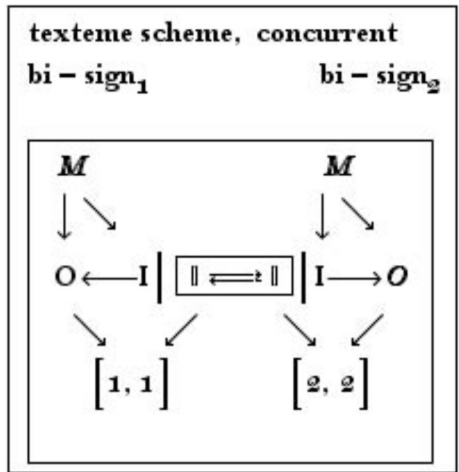 texteme scheme, concurrent
bi – sign₁ bi – sign₂
M M
O ← I | 𝕀 ⇌ 𝕀 | I → O
[1, 1] [2, 2]